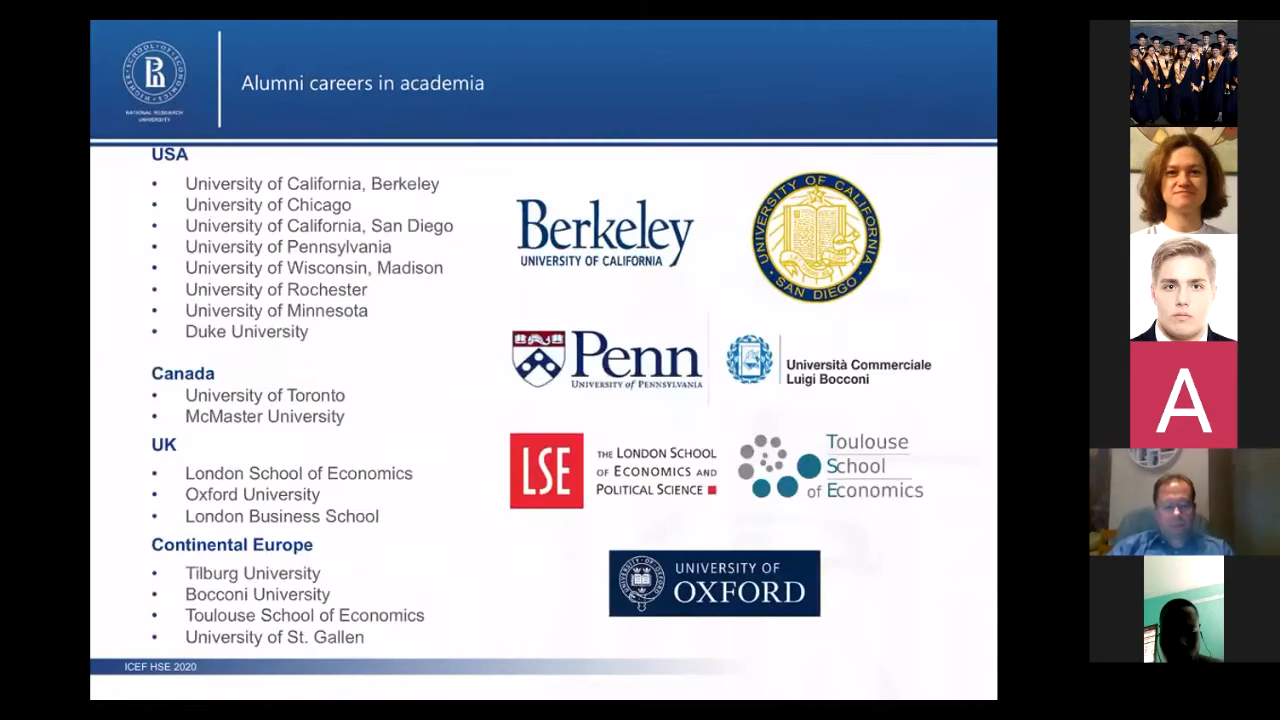 HIGHER SCHOOL OF ECONOMICS
NATIONAL RESEARCH
UNIVERSITY
Alumni careers in academia
USA
• University of California, Berkeley
• University of Chicago
• University of California, San Diego
• University of Pennsylvania
• University of Wisconsin, Madison
• University of Rochester
• University of Minnesota
• Duke University
Canada
• University of Toronto
• McMaster University
UK
• London School of Economics
• Oxford University
• London Business School
Continental Europe
• Tilburg University
• Bocconi University
• Toulouse School of Economics
• University of St. Gallen
Berkeley
UNIVERSITY OF CALIFORNIA
UNIVERSITY OF CALIFORNIA
SAN DIEGO
Penn
UNIVERSITY of PENNSYLVANIA
Università Commerciale
Luigi Bocconi
LSE
THE LONDON SCHOOL
OF ECONOMICS AND
POLITICAL SCIENCE
Toulouse
School
of Economics
UNIVERSITY OF
OXFORD
ICEF HSE 2020
A